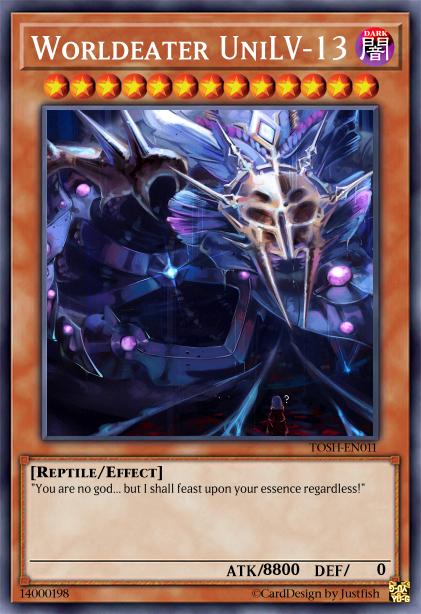 WORLDEATER UNILV-13
DARK
闇
?
TOSH-EN011
[REPTILE/EFFECT]
"You are no god... but I shall feast upon your essence regardless!"
ATK/8800 DEF/ 0
14000198
©CardDesign by Justfish